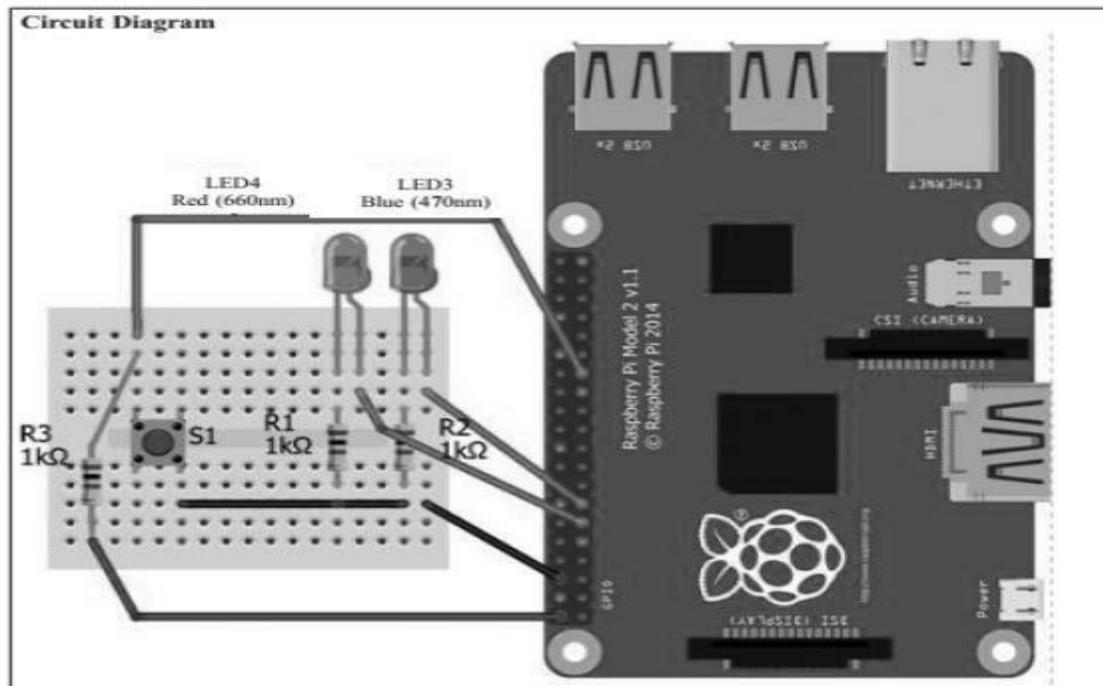 Circuit Diagram
LED4
Red (660nm)
LED3
Blue (470nm)
USB 2x
USB 2x
ETHERNET
Audio
CSI (CAMERA)
HDMI
Raspberry Pi Model 2 v1.1
© Raspberry Pi 2014
R3
1kΩ
S1
R1
1kΩ
R2
1kΩ
®
GPIO
Power
DSI (DISPLAY)